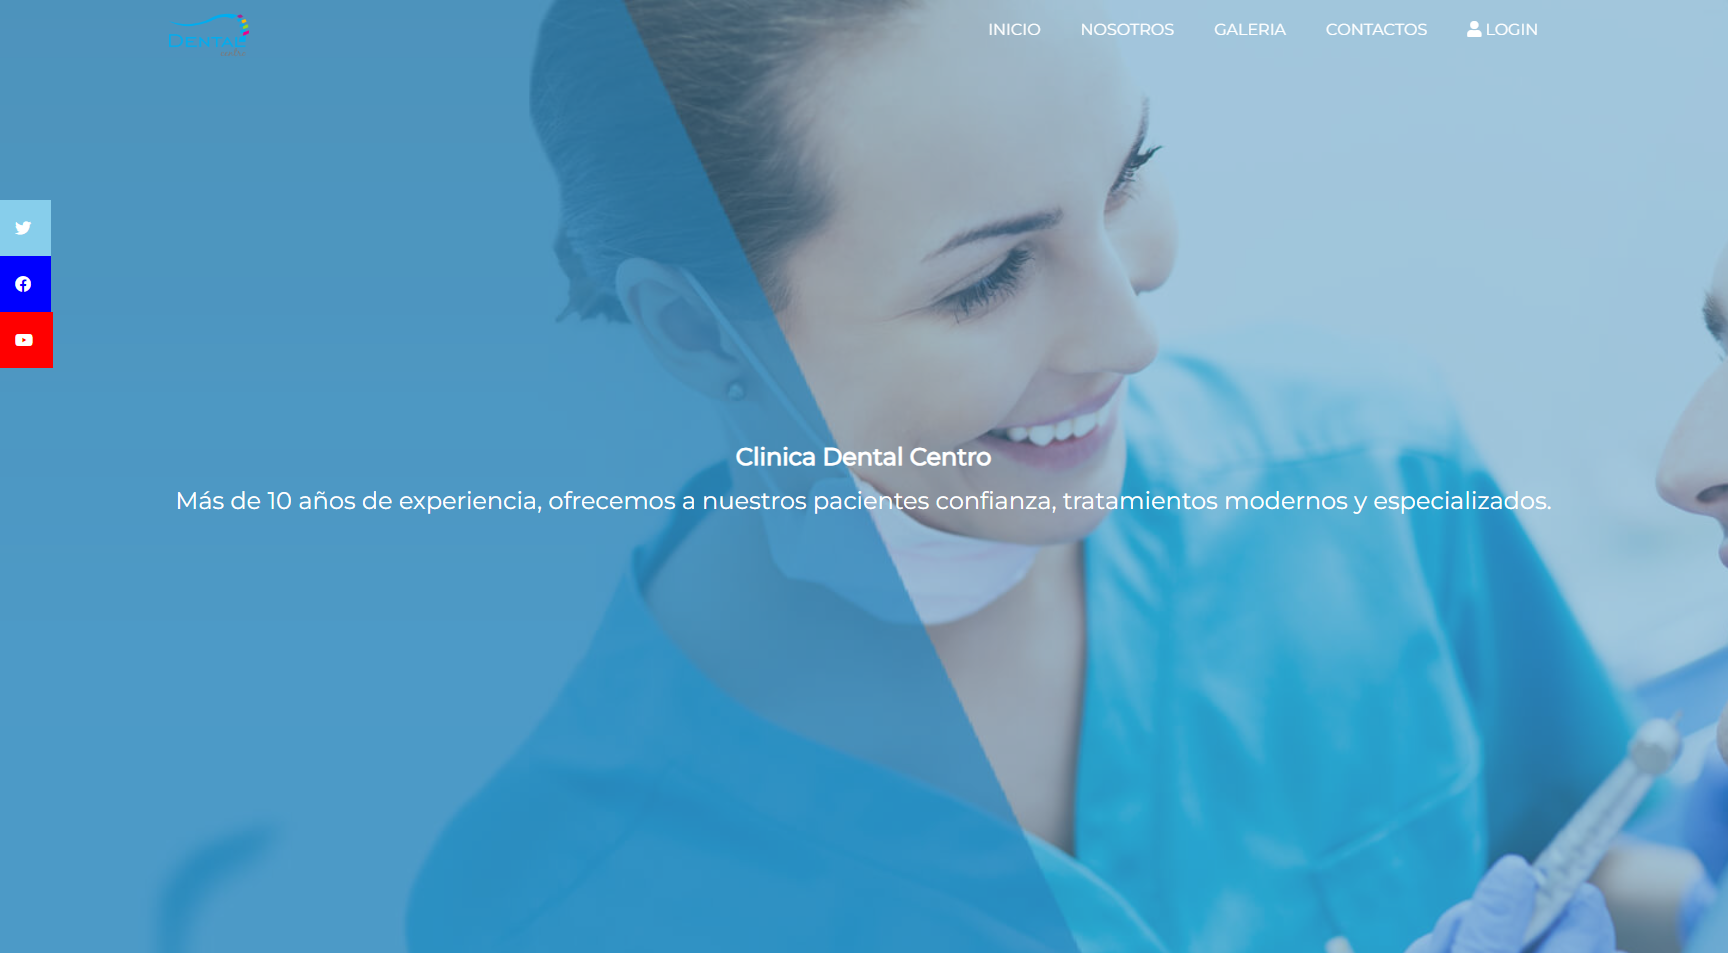 DENTAL
INICIO NOSOTROS GALERIA CONTACTOS LOGIN
Clinica Dental Centro
Más de 10 años de experiencia, ofrecemos a nuestros pacientes confianza, tratamientos modernos y especializados.